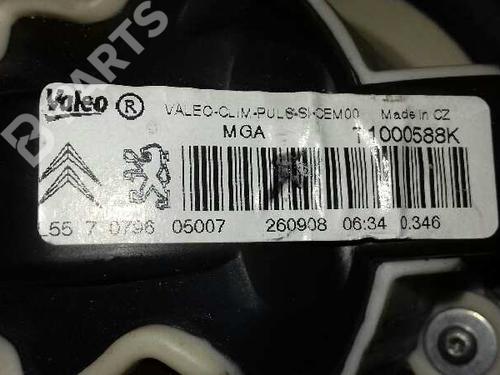 B-PARTS
Valeo ® VALEO-CLIM-PULS-SI-CEM00 Made in CZ
MGA T1000588K
L55 7 0796 05007 260908 06:34 0.346